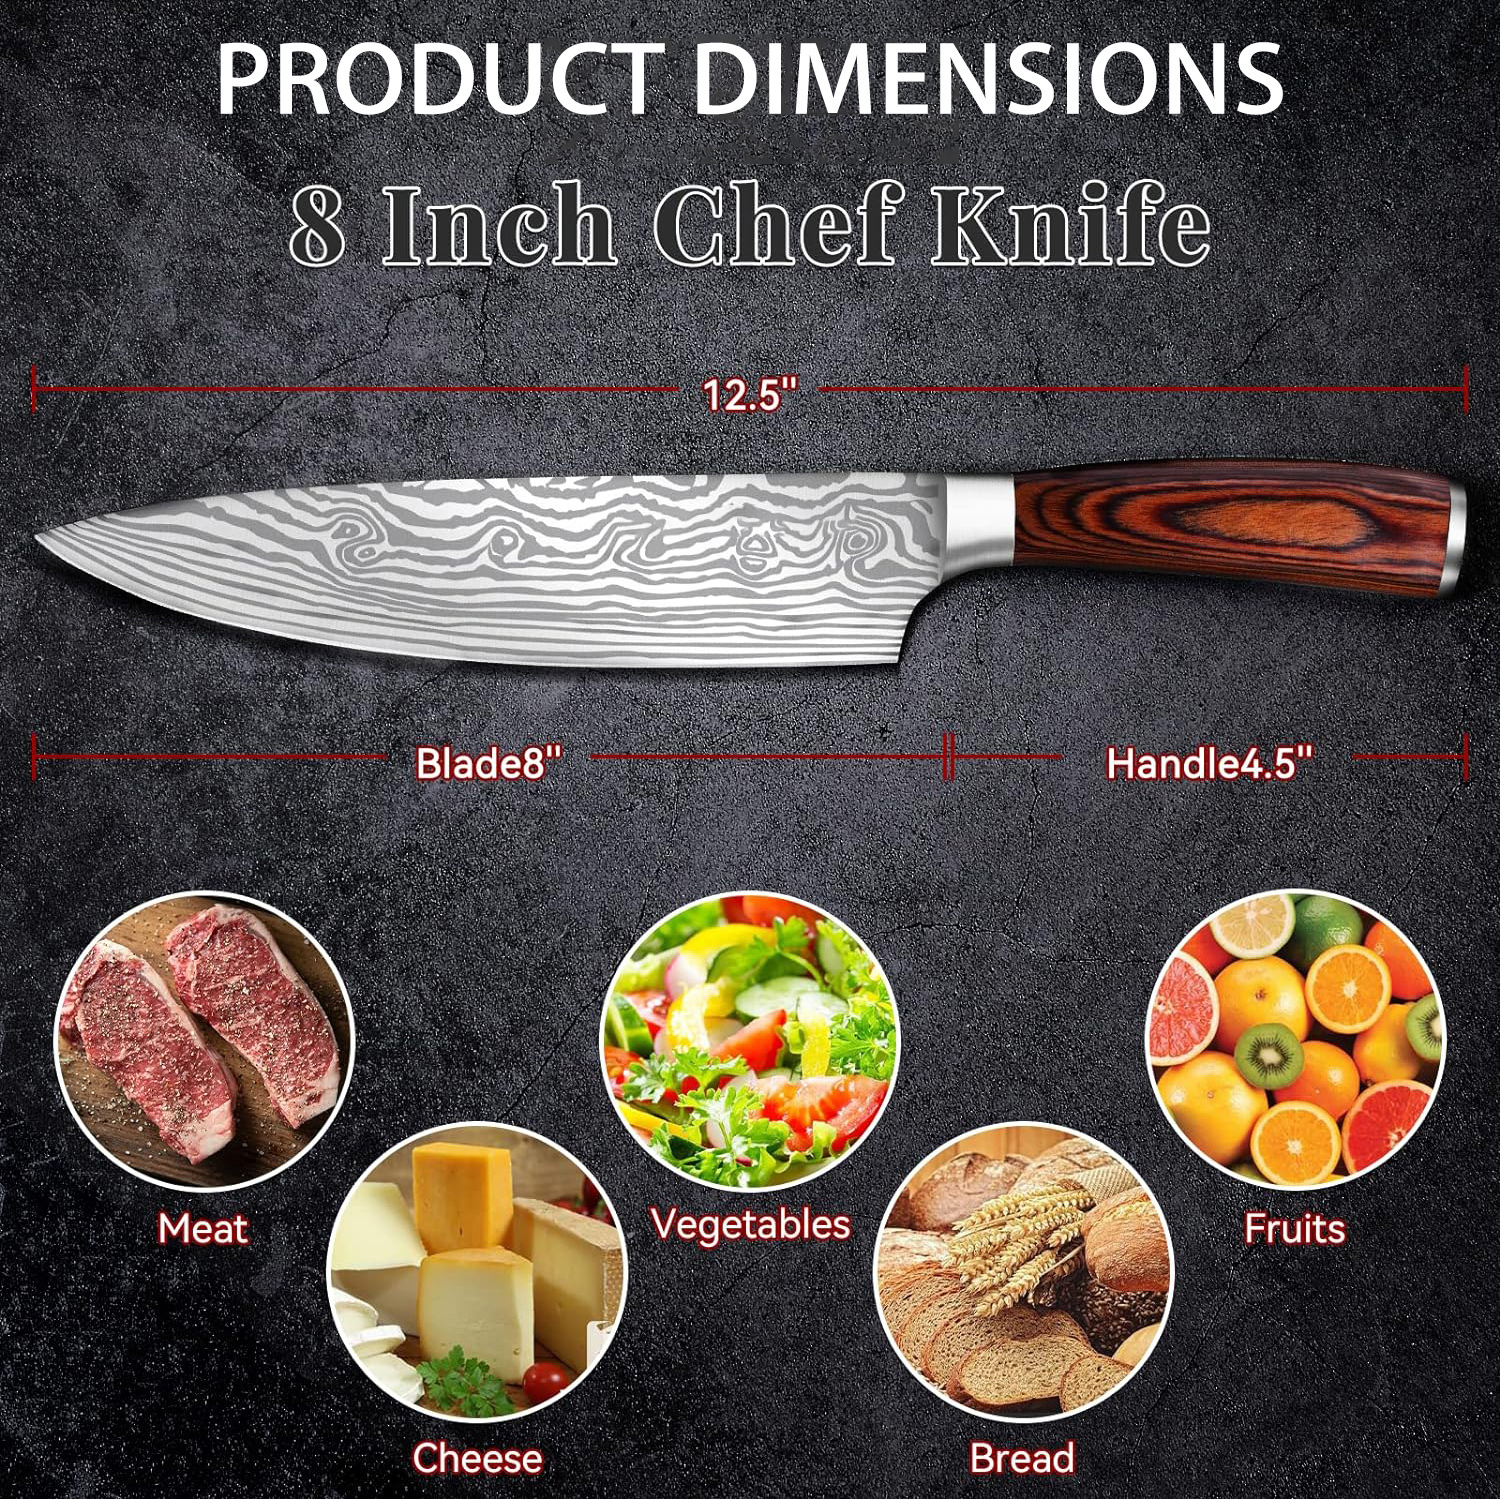 PRODUCT DIMENSIONS
8 Inch Chef Knife
12.5"
Blade8"
Handle4.5"
Meat
Vegetables
Fruits
Cheese
Bread